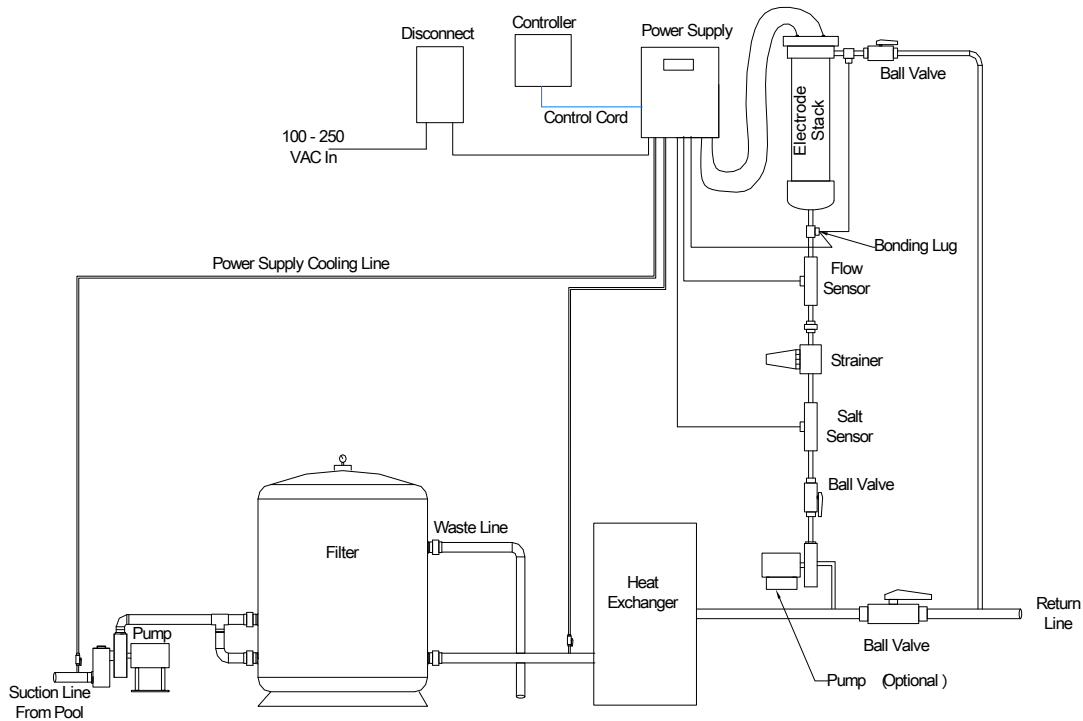 Controller
Disconnect
Power Supply
Ball Valve
Electrode
Stack
Control Cord
100 - 250
VAC In
Bonding Lug
Power Supply Cooling Line
Flow
Sensor
Strainer
Salt
Sensor
Ball Valve
Waste Line
Filter
Heat
Exchanger
Return
Line
Pump
Ball Valve
Pump (Optional)
Suction Line
From Pool